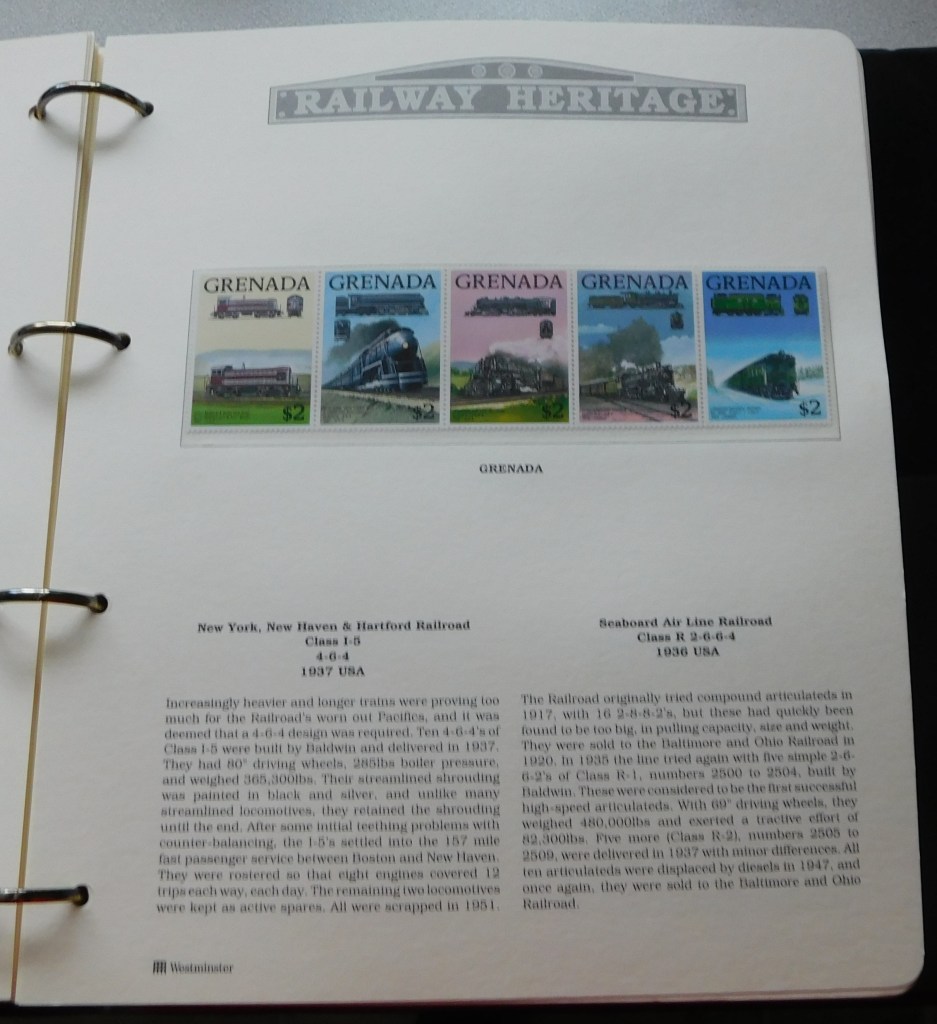 RAILWAY HERITAGE
GRENADA
GRENADA
GRENADA
GRENADA
GRENADA
$2
$2
$2
$2
$2
GRENADA
New York, New Haven & Hartford Railroad
Class I-5
4-6-4
1937 USA
Increasingly heavier and longer trains were proving too
much for the Railroad's worn out Pacifics, and it was
deemed that a 4-6-4 design was required. Ten 4-6-4's of
Class I-5 were built by Baldwin and delivered in 1937.
They had 80" driving wheels, 285lbs boiler pressure,
and weighed 365,300lbs. Their streamlined shrouding
was painted in black and silver, and unlike many
streamlined locomotives, they retained the shrouding
until the end. After some initial teething problems with
counter-balancing, the I-5's settled into the 157 mile
fast passenger service between Boston and New Haven.
They were rostered so that eight engines covered 12
trips each way, each day. The remaining two locomotives
were kept as active spares. All were scrapped in 1951.
Seaboard Air Line Railroad
Class R 2-6-6-4
1936 USA
The Railroad originally tried compound articulateds in
1917, with 16 2-8-8-2's, but these had quickly been
found to be too big, in pulling capacity, size and weight.
They were sold to the Baltimore and Ohio Railroad in
1920. In 1935 the line tried again with five simple 2-6-
6-2's of Class R-1, numbers 2500 to 2504, built by
Baldwin. These were considered to be the first successful
high-speed articulateds. With 69" driving wheels, they
weighed 480,000lbs and exerted a tractive effort of
82,300lbs. Five more (Class R-2), numbers 2505 to
2509, were delivered in 1937 with minor differences. All
ten articulateds were displaced by diesels in 1947, and
once again, they were sold to the Baltimore and Ohio
Railroad.
Westminster